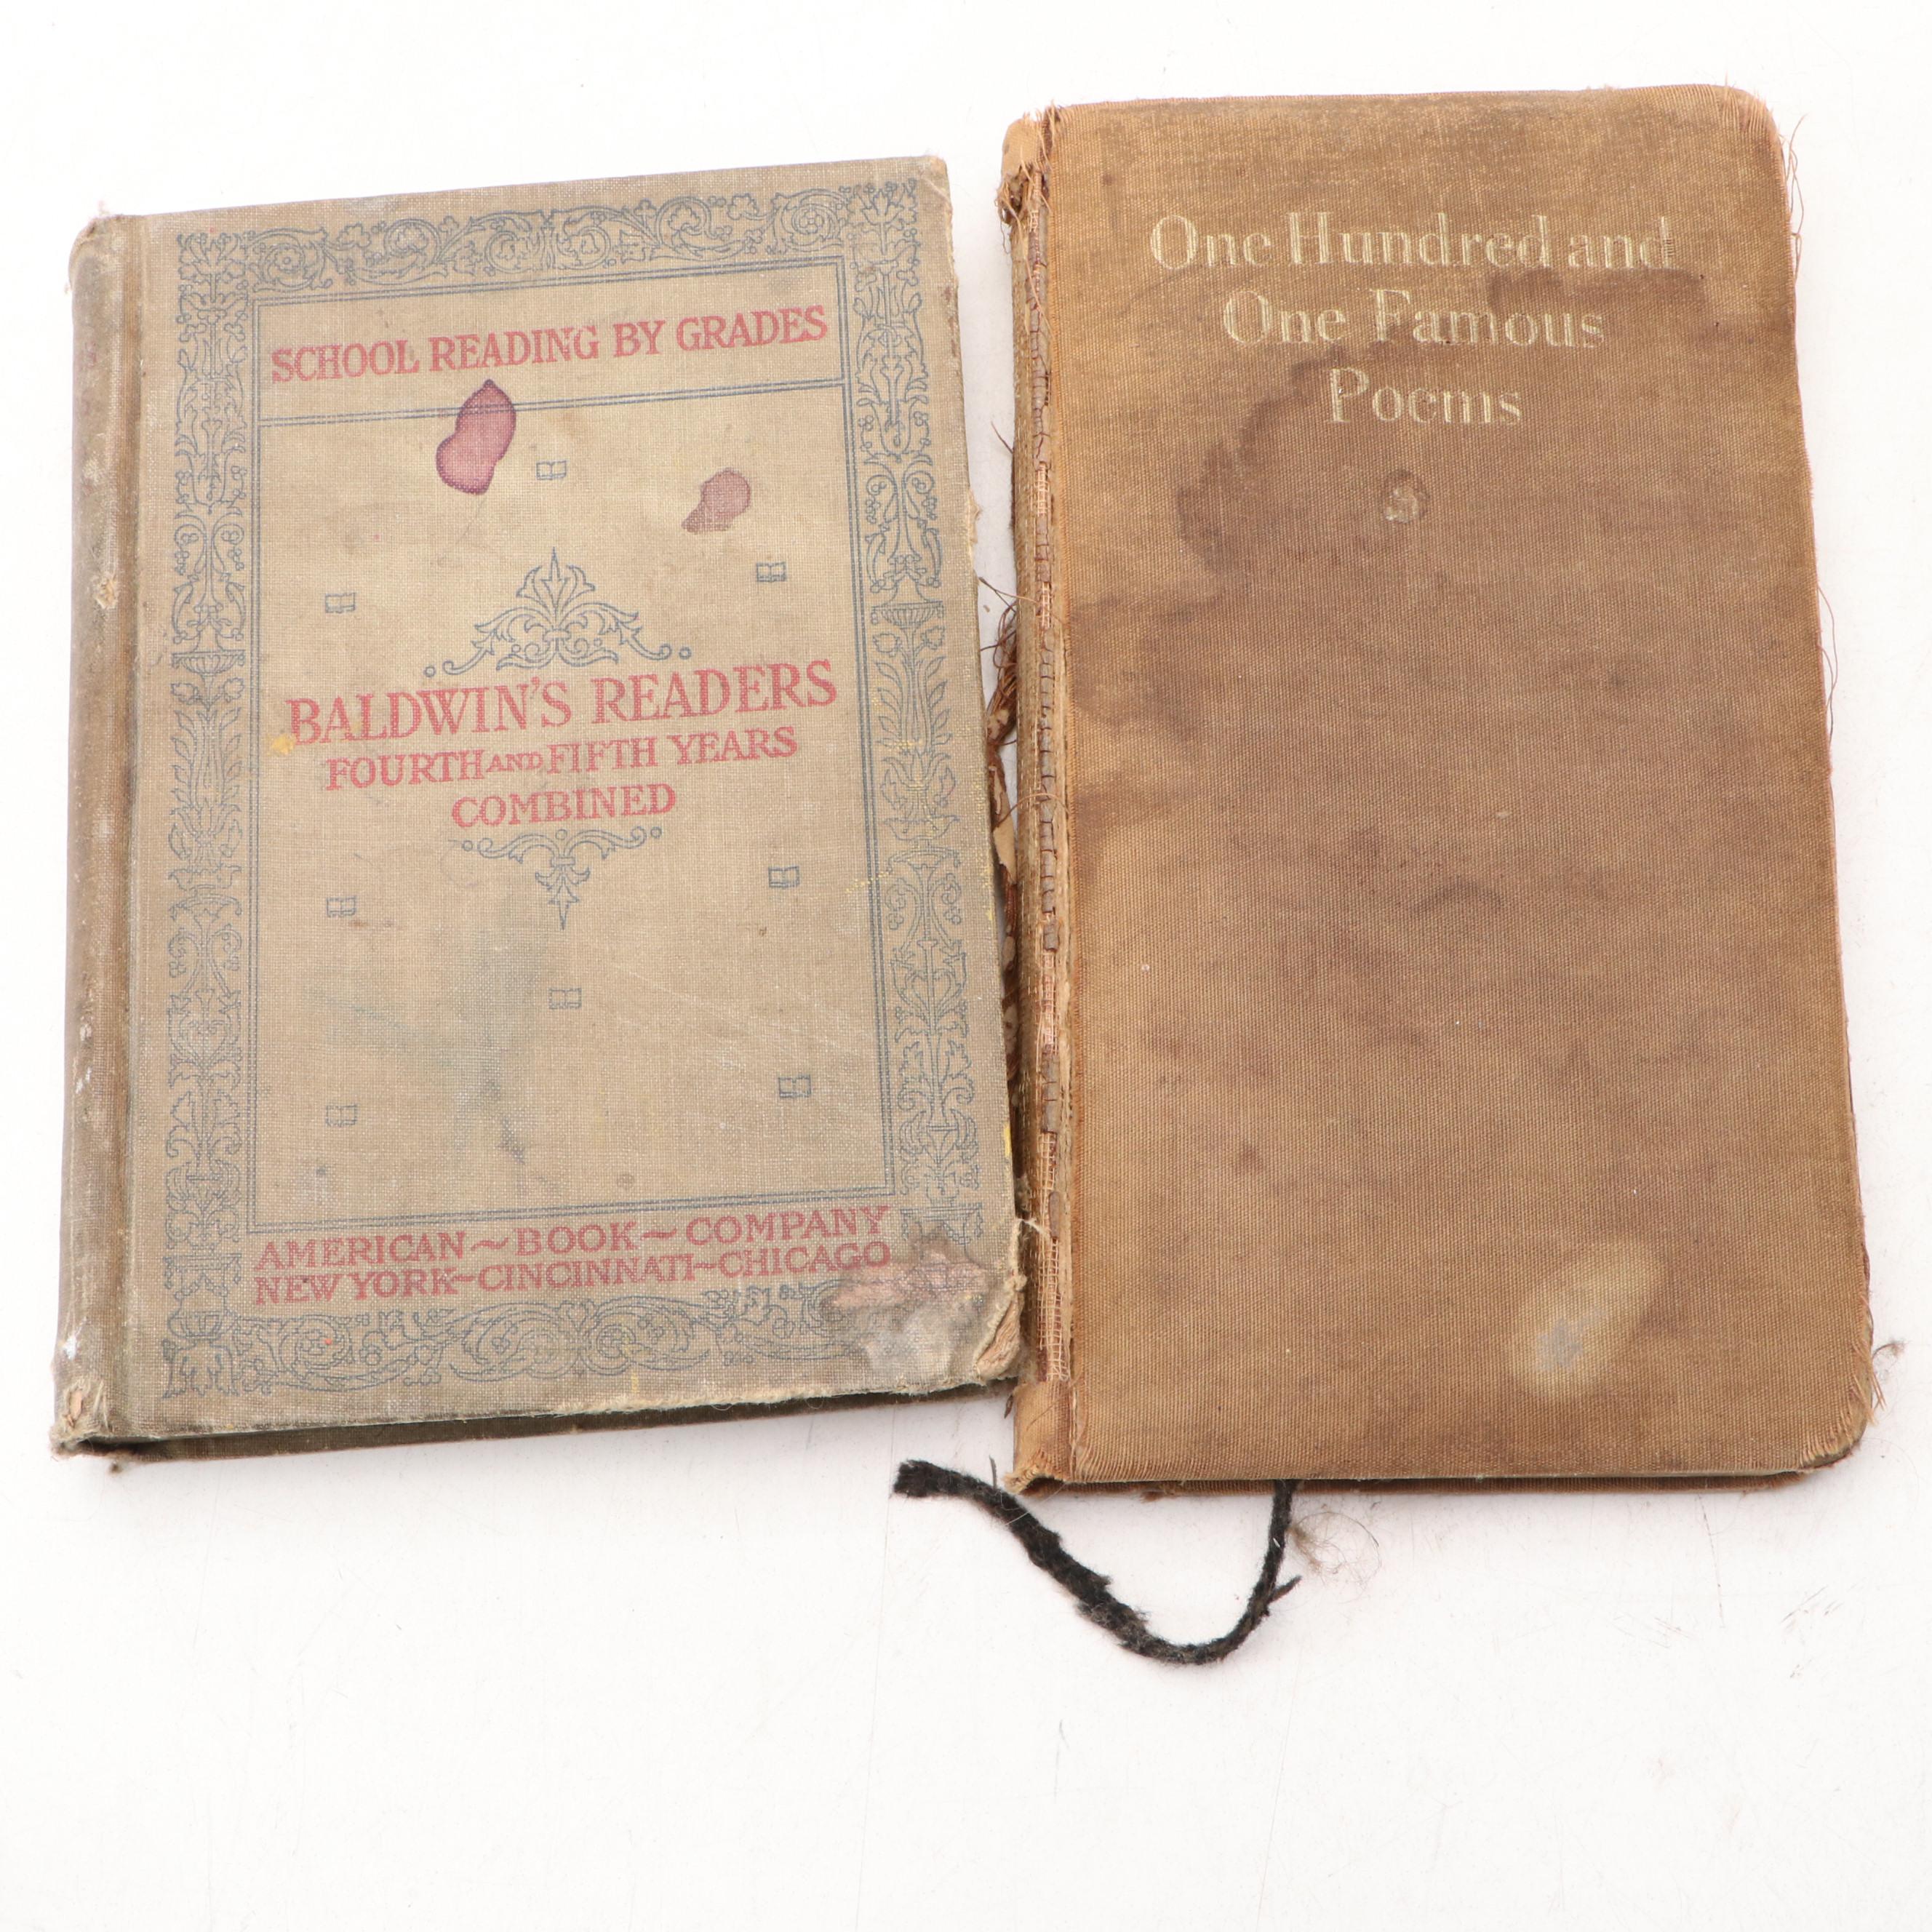 SCHOOL READING BY GRADES
BALDWIN'S READERS
FOURTH AND FIFTH YEARS
COMBINED
AMERICAN~BOOK~COMPANY
NEW YORK~CINCINNATI~CHICAGO
One Hundred and
One Famous
Poems